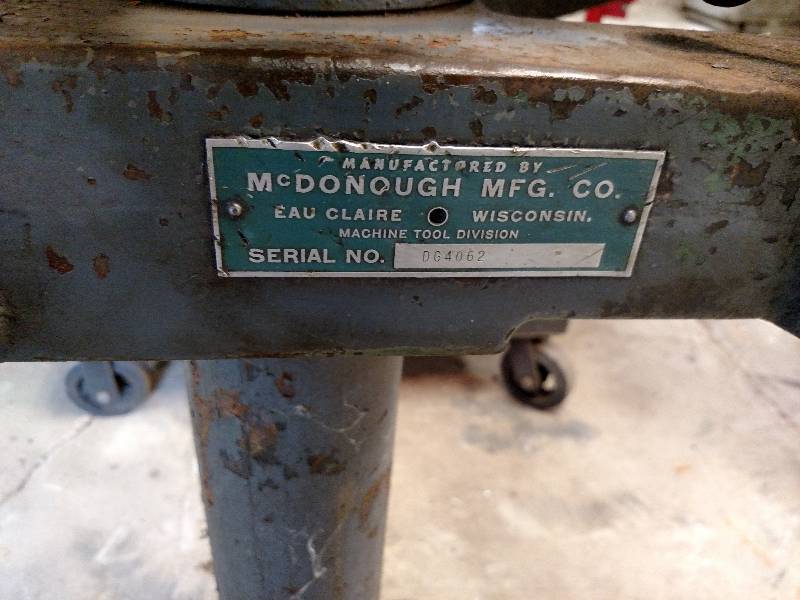 MANUFACTURED BY
McDONOUGH MFG. CO.
EAU CLAIRE WISCONSIN.
MACHINE TOOL DIVISION
SERIAL NO. DG4062